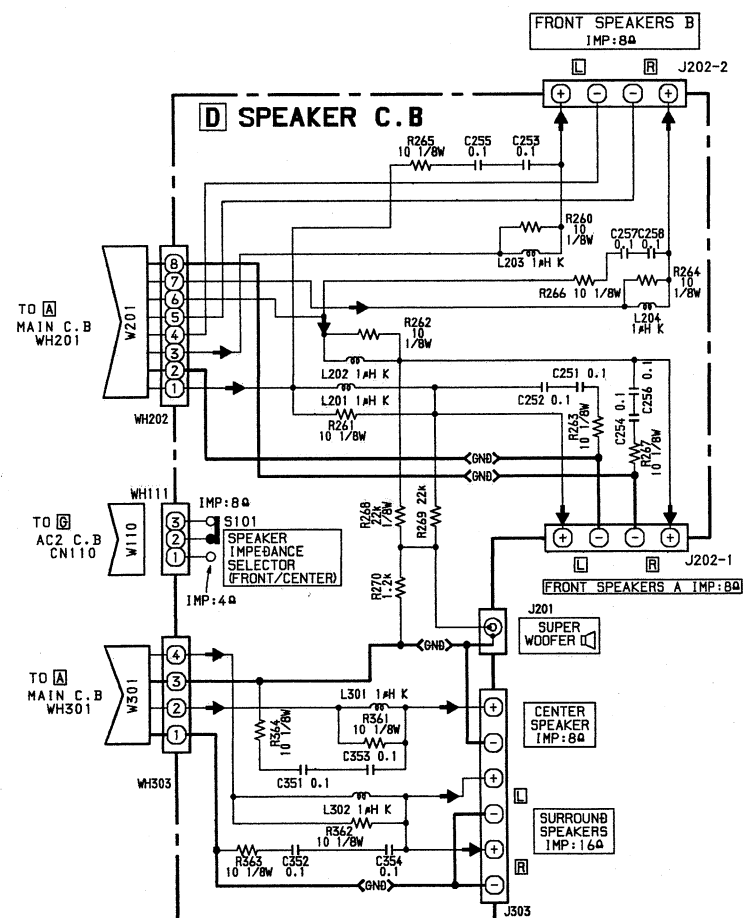 FRONT SPEAKERS B
IMP:8Ω
L R J202-2
+ − − +
D SPEAKER C.B
R265
10 1/8W
C255
0.1
C253
0.1
R260
10
1/8W
L203 1μH K
C257 C258
0.1 0.1
R264
10
1/8W
R266 10 1/8W
L204
1μH K
8
7
6
5
4
3
2
1
W201
TO A
MAIN C.B
WH201
WH202
R262
10
1/8W
L202 1μH K
L201 1μH K
R261
10 1/8W
C251 0.1
C252 0.1
R263
10 1/8W
C256 0.1
C254 0.1
R267
10 1/8W
GND
GND
WH111
IMP:8Ω
3
2
1
S101
SPEAKER
IMPEDANCE
SELECTOR
(FRONT/CENTER)
IMP:4Ω
W110
TO G
AC2 C.B
CN110
R268
22k
1/8W
R269 22k
R270
1.2k
+ − − +
L R J202-1
FRONT SPEAKERS A IMP:8Ω
J201
SUPER
WOOFER
GND
4
3
2
1
W301
TO A
MAIN C.B
WH301
WH303
L301 1μH K
R361
10 1/8W
R364
10 1/8W
C353 0.1
C351 0.1
L302 1μH K
R362
10 1/8W
R363
10 1/8W
C352
0.1
C354
0.1
GND
+
−
+
−
+
−
CENTER
SPEAKER
IMP:8Ω
L
SURROUND
SPEAKERS
IMP:16Ω
R
J303